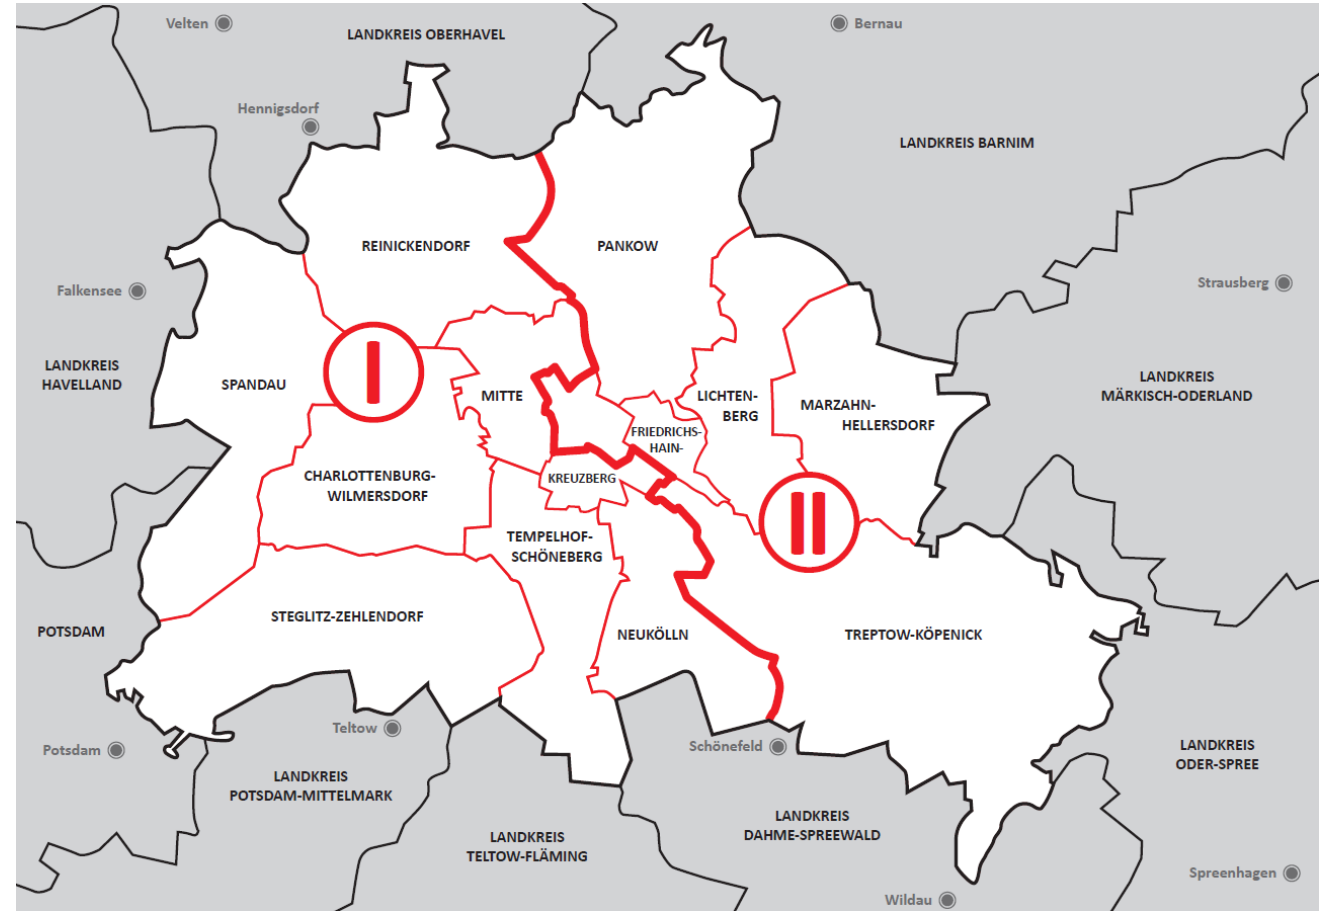 Velten
Bernau
LANDKREIS OBERHAVEL
Hennigsdorf
LANDKREIS BARNIM
REINICKENDORF
PANKOW
Falkensee
Strausberg
LANDKREIS
HAVELLAND
I
SPANDAU
MITTE
LICHTEN-
BERG
MARZAHN-
HELLERSDORF
LANDKREIS
MÄRKISCH-ODERLAND
FRIEDRICHS-
HAIN-
KREUZBERG
CHARLOTTENBURG-
WILMERSDORF
II
TEMPELHOF-
SCHÖNEBERG
STEGLITZ-ZEHLENDORF
POTSDAM
NEUKÖLLN
TREPTOW-KÖPENICK
Teltow
Potsdam
Schönefeld
LANDKREIS
ODER-SPREE
LANDKREIS
POTSDAM-MITTELMARK
LANDKREIS
DAHME-SPREEWALD
LANDKREIS
TELTOW-FLÄMING
Spreenhagen
Wildau